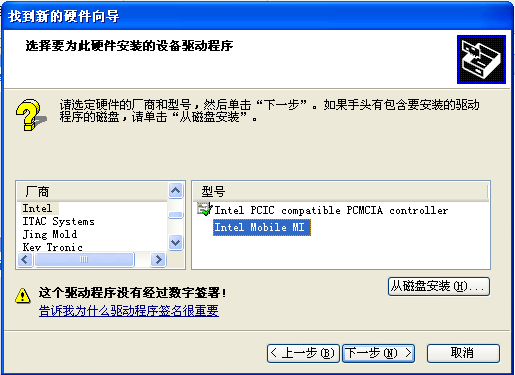 找到新的硬件向导
选择要为此硬件安装的设备驱动程序
请选定硬件的厂商和型号，然后单击“下一步”。如果手头有包含要安装的驱动
程序的磁盘，请单击“从磁盘安装”。
厂商
Intel
ITAC Systems
Jing Mold
Key Tronic
型号
Intel PCIC compatible PCMCIA controller
Intel Mobile MI
这个驱动程序没有经过数字签署！
告诉我为什么驱动程序签名很重要
从磁盘安装(H)...
< 上一步(B)
下一步(N) >
取消